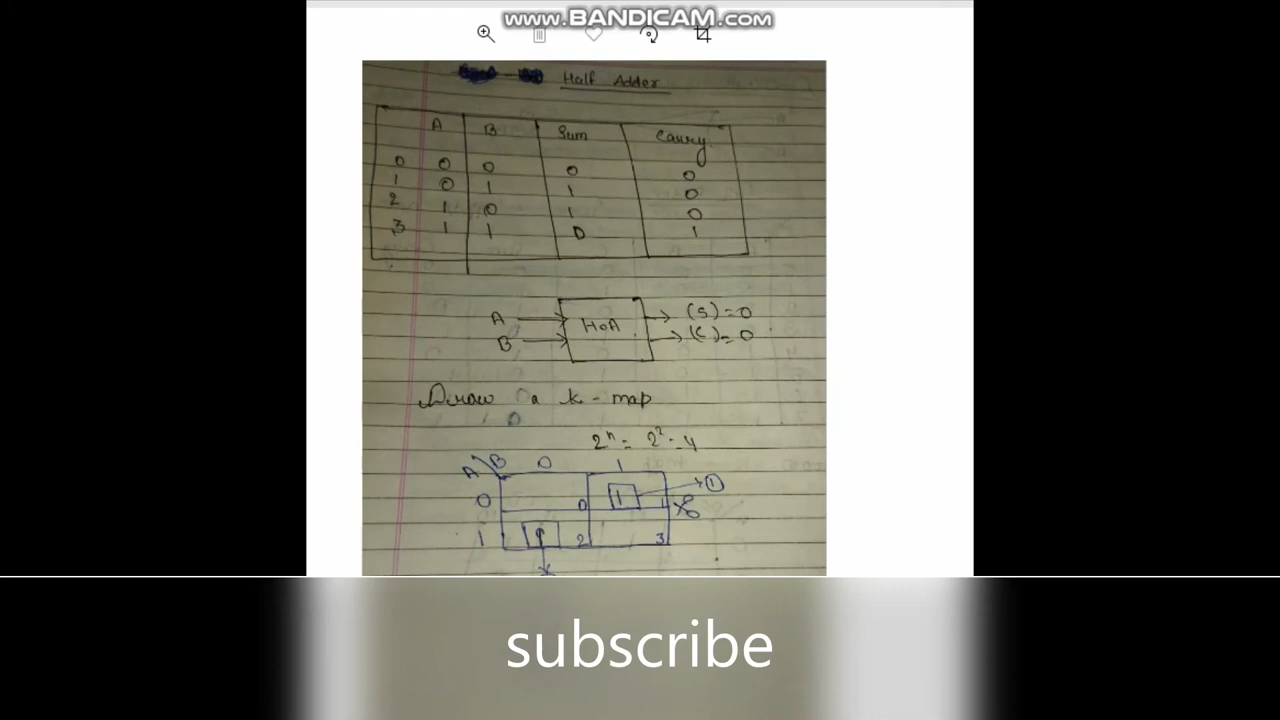 www.BANDICAM.com
Half Adder
A B Sum Carry
0 0 0 0 0
1 0 1 1 0
2 1 0 1 0
3 1 1 0 1
A H.A (S)=0
B (C)=0
Draw a k-map
2ⁿ = 2² = 4
A\B 0 1
0 0 1 1 ①
1 1 2 3
subscribe